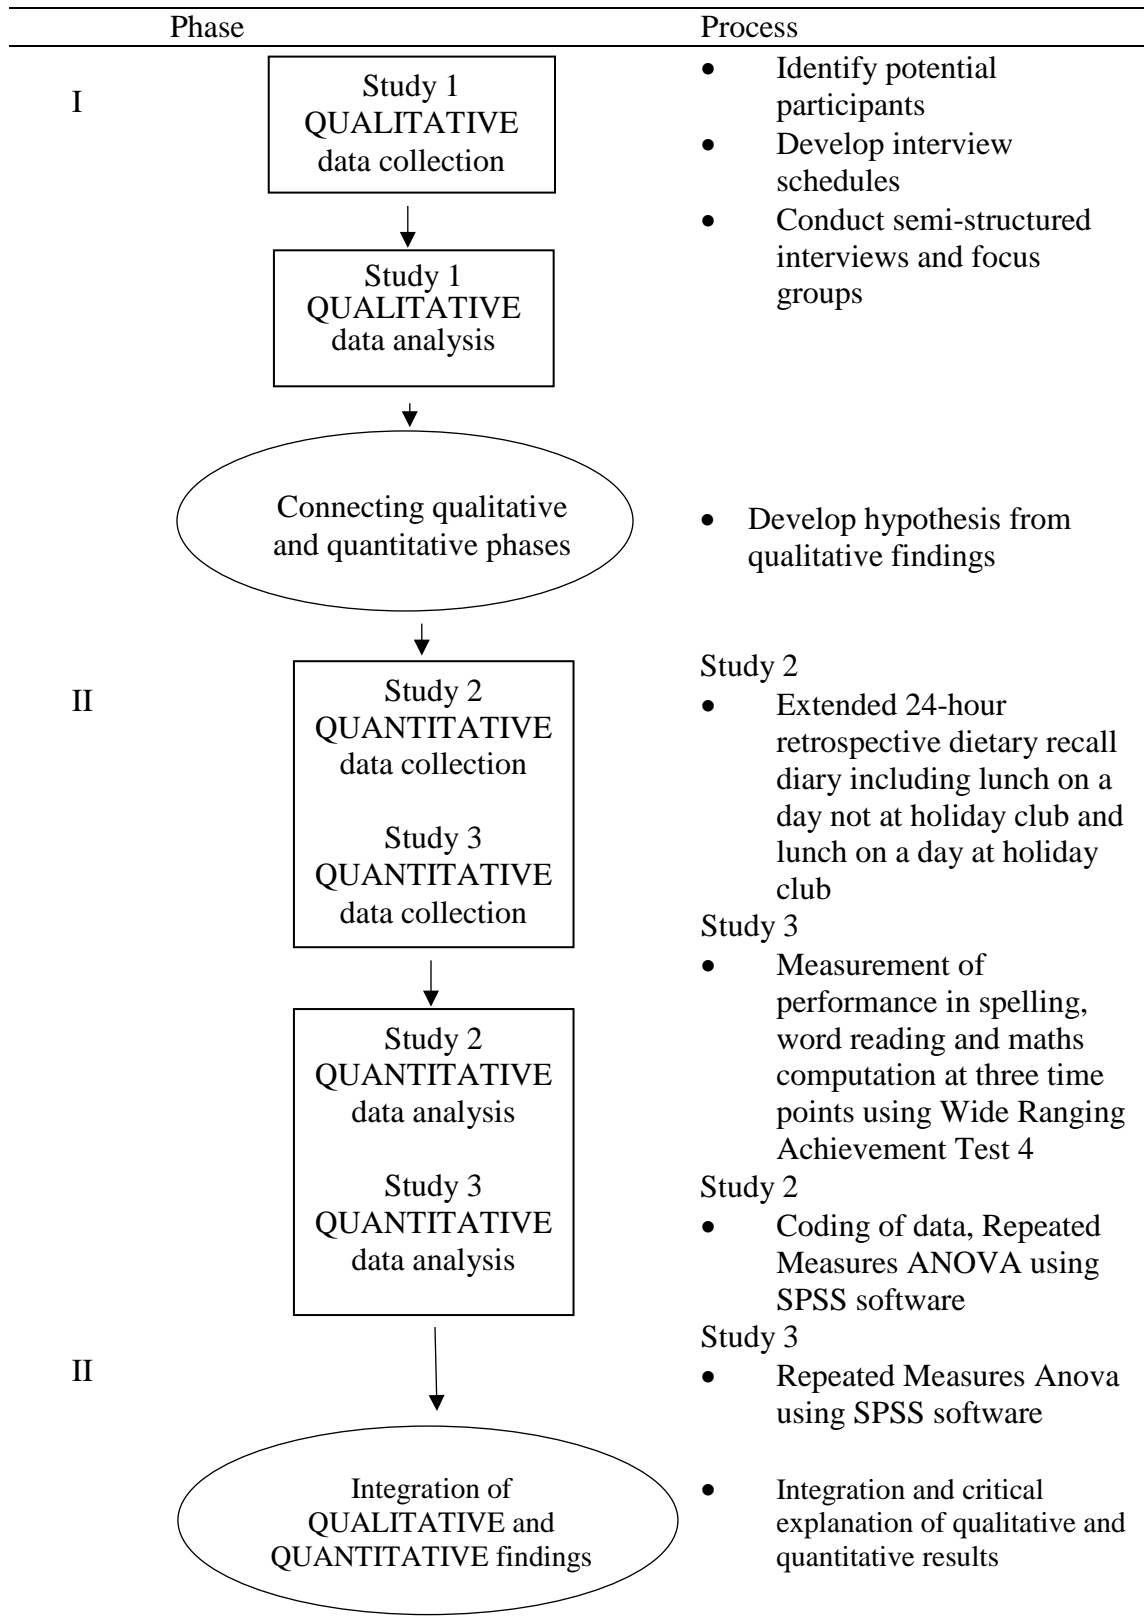 Phase Process
I
Study 1
QUALITATIVE
data collection
• Identify potential
participants
• Develop interview
schedules
• Conduct semi-structured
interviews and focus
groups
Study 1
QUALITATIVE
data analysis
Connecting qualitative
and quantitative phases
• Develop hypothesis from
qualitative findings
II
Study 2
QUANTITATIVE
data collection
Study 3
QUANTITATIVE
data collection
Study 2
• Extended 24-hour
retrospective dietary recall
diary including lunch on a
day not at holiday club and
lunch on a day at holiday
club
Study 3
• Measurement of
performance in spelling,
word reading and maths
computation at three time
points using Wide Ranging
Achievement Test 4
Study 2
QUANTITATIVE
data analysis
Study 3
QUANTITATIVE
data analysis
Study 2
• Coding of data, Repeated
Measures ANOVA using
SPSS software
Study 3
• Repeated Measures Anova
using SPSS software
II
Integration of
QUALITATIVE and
QUANTITATIVE findings
• Integration and critical
explanation of qualitative and
quantitative results